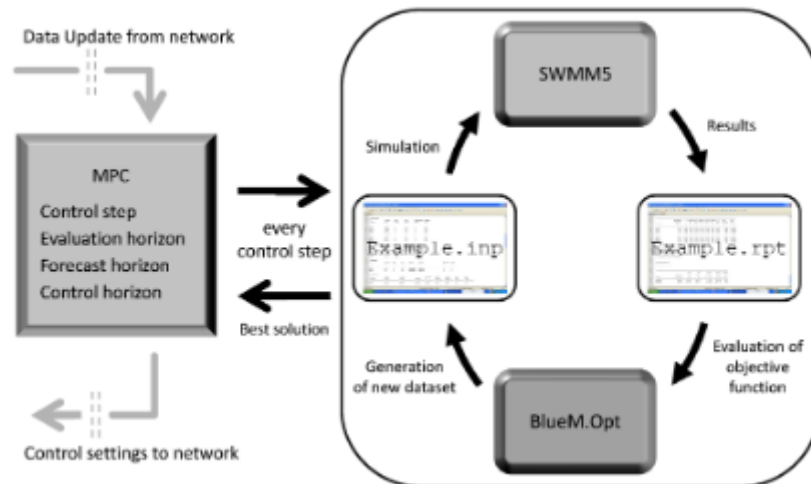 Data Update from network
MPC
Control step
Evaluation horizon
Forecast horizon
Control horizon
every
control step
Best solution
Control settings to network
SWMM5
Simulation
Results
Example.inp
Example.rpt
Generation
of new dataset
Evaluation of
objective
function
BlueM.Opt